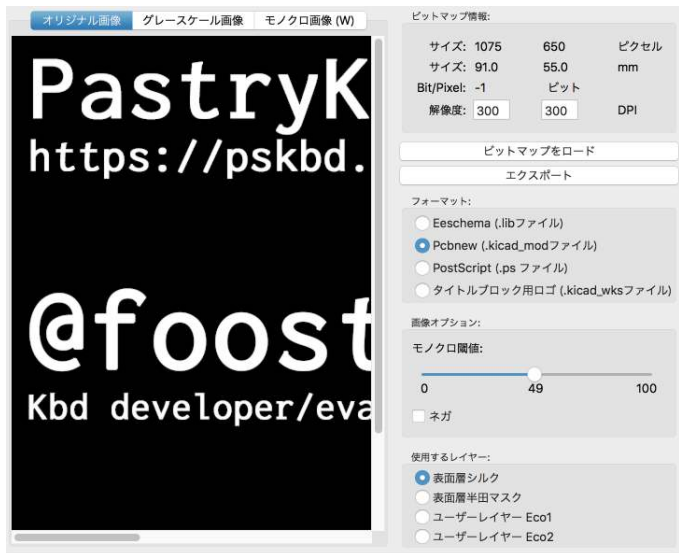 オリジナル画像 グレースケール画像 モノクロ画像 (W)
PastryK
https://pskbd.
@foost
Kbd developer/eva
ビットマップ情報:
サイズ: 1075 650 ピクセル
サイズ: 91.0 55.0 mm
Bit/Pixel: -1 ビット
解像度: 300 300 DPI
ビットマップをロード
エクスポート
フォーマット:
Eeschema (.libファイル)
Pcbnew (.kicad_modファイル)
PostScript (.ps ファイル)
タイトルブロック用ロゴ (.kicad_wksファイル)
画像オプション:
モノクロ閾値:
0 49 100
ネガ
使用するレイヤー:
表面層シルク
表面層半田マスク
ユーザーレイヤー Eco1
ユーザーレイヤー Eco2